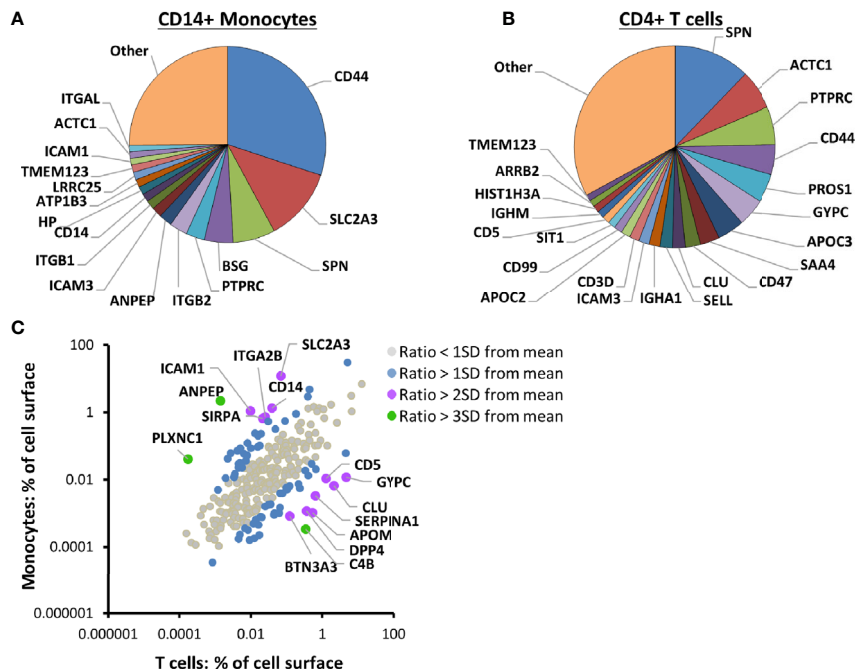 A
CD14+ Monocytes
Other
CD44
ITGAL
ACTC1
ICAM1
TMEM123
LRRC25
ATP1B3
HP
CD14
ITGB1
ICAM3
ANPEP
ITGB2
PTPRC
BSG
SPN
SLC2A3
B
CD4+ T cells
SPN
Other
ACTC1
PTPRC
CD44
PROS1
GYPC
APOC3
SAA4
CD47
CLU
SELL
IGHA1
ICAM3
CD3D
APOC2
CD99
SIT1
CD5
IGHM
HIST1H3A
ARRB2
TMEM123
C
Monocytes: % of cell surface
100
1
0.01
0.0001
0.000001
0.000001
0.0001
0.01
1
100
T cells: % of cell surface
SLC2A3
ITGA2B
ICAM1
CD14
ANPEP
SIRPA
PLXNC1
CD5
GYPC
CLU
SERPINA1
APOM
DPP4
C4B
BTN3A3
Ratio < 1SD from mean
Ratio > 1SD from mean
Ratio > 2SD from mean
Ratio > 3SD from mean